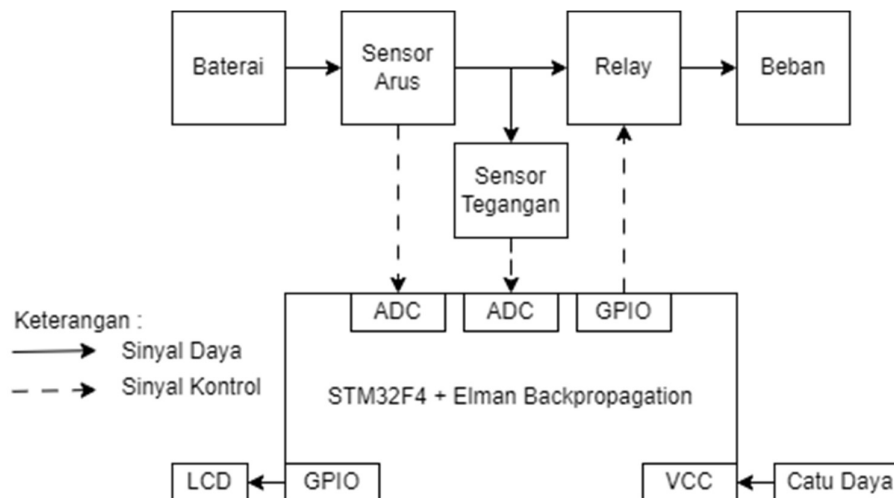 Baterai
Sensor
Arus
Relay
Beban
Sensor
Tegangan
ADC
ADC
GPIO
Keterangan :
Sinyal Daya
Sinyal Kontrol
STM32F4 + Elman Backpropagation
LCD
GPIO
VCC
Catu Daya